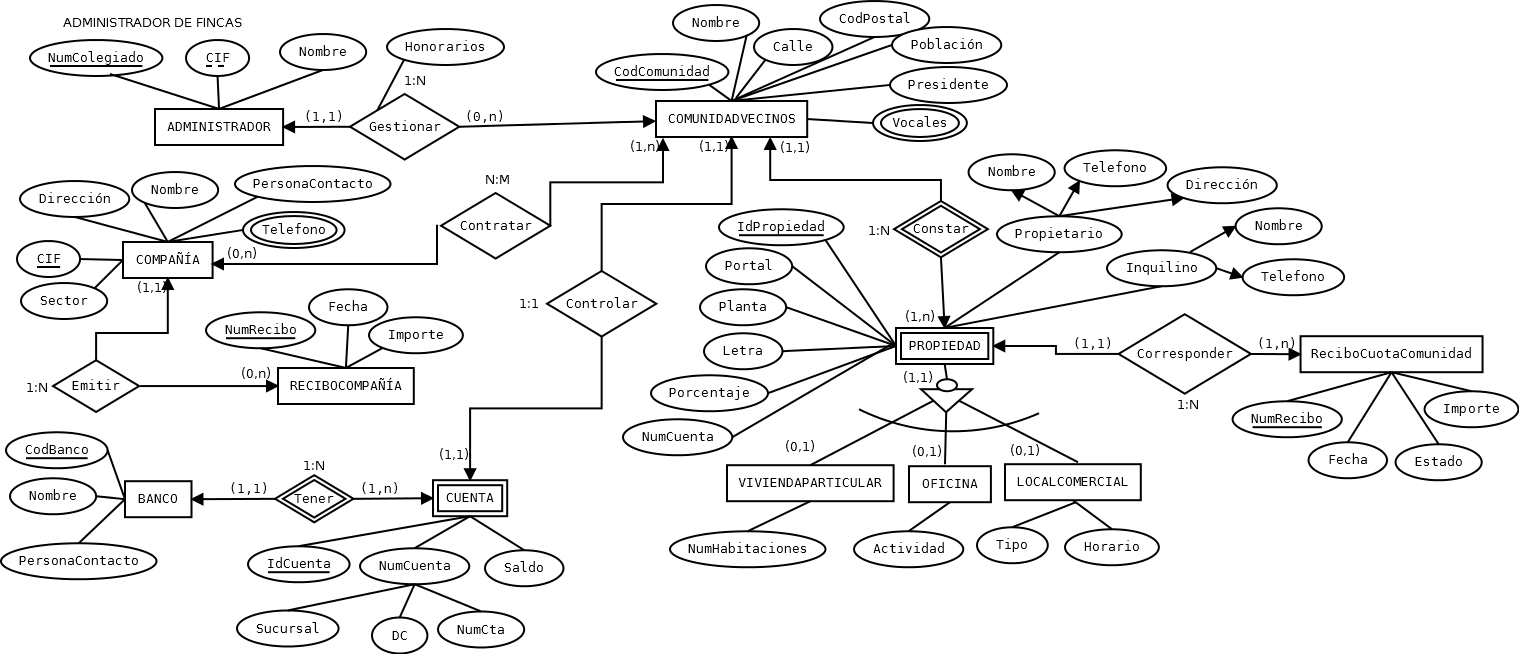 ADMINISTRADOR DE FINCAS
NumColegiado
CIF
Nombre
Honorarios
1:N
ADMINISTRADOR
(1,1)
Gestionar
(0,n)
Nombre
CodPostal
Calle
Población
CodComunidad
Presidente
COMUNIDADVECINOS
Vocales
(1,n)
(1,1)
(1,1)
Dirección
Nombre
PersonaContacto
Telefono
CIF
COMPAÑÍA
Sector
(0,n)
(1,1)
N:M
Contratar
1:N
Constar
Nombre
Telefono
Dirección
Propietario
Nombre
Inquilino
Telefono
IdPropiedad
Portal
Planta
Letra
Porcentaje
NumCuenta
(1,n)
PROPIEDAD
(1,1)
(1,1)
Corresponder
(1,n)
1:N
ReciboCuotaComunidad
NumRecibo
Fecha
Estado
Importe
1:1
Controlar
NumRecibo
Fecha
Importe
1:N
Emitir
(0,n)
RECIBOCOMPAÑÍA
(0,1)
(0,1)
(0,1)
VIVIENDAPARTICULAR
OFICINA
LOCALCOMERCIAL
NumHabitaciones
Actividad
Tipo
Horario
CodBanco
Nombre
PersonaContacto
BANCO
(1,1)
1:N
Tener
(1,n)
(1,1)
CUENTA
IdCuenta
NumCuenta
Saldo
Sucursal
DC
NumCta